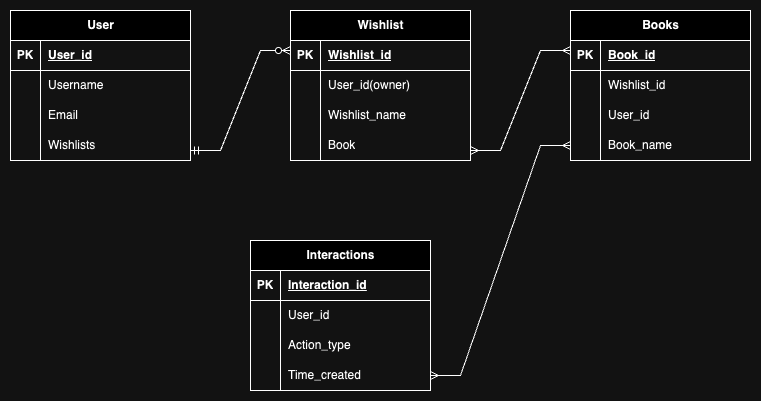 User
PK User_id
Username
Email
Wishlists
Wishlist
PK Wishlist_id
User_id(owner)
Wishlist_name
Book
Books
PK Book_id
Wishlist_id
User_id
Book_name
Interactions
PK Interaction_id
User_id
Action_type
Time_created